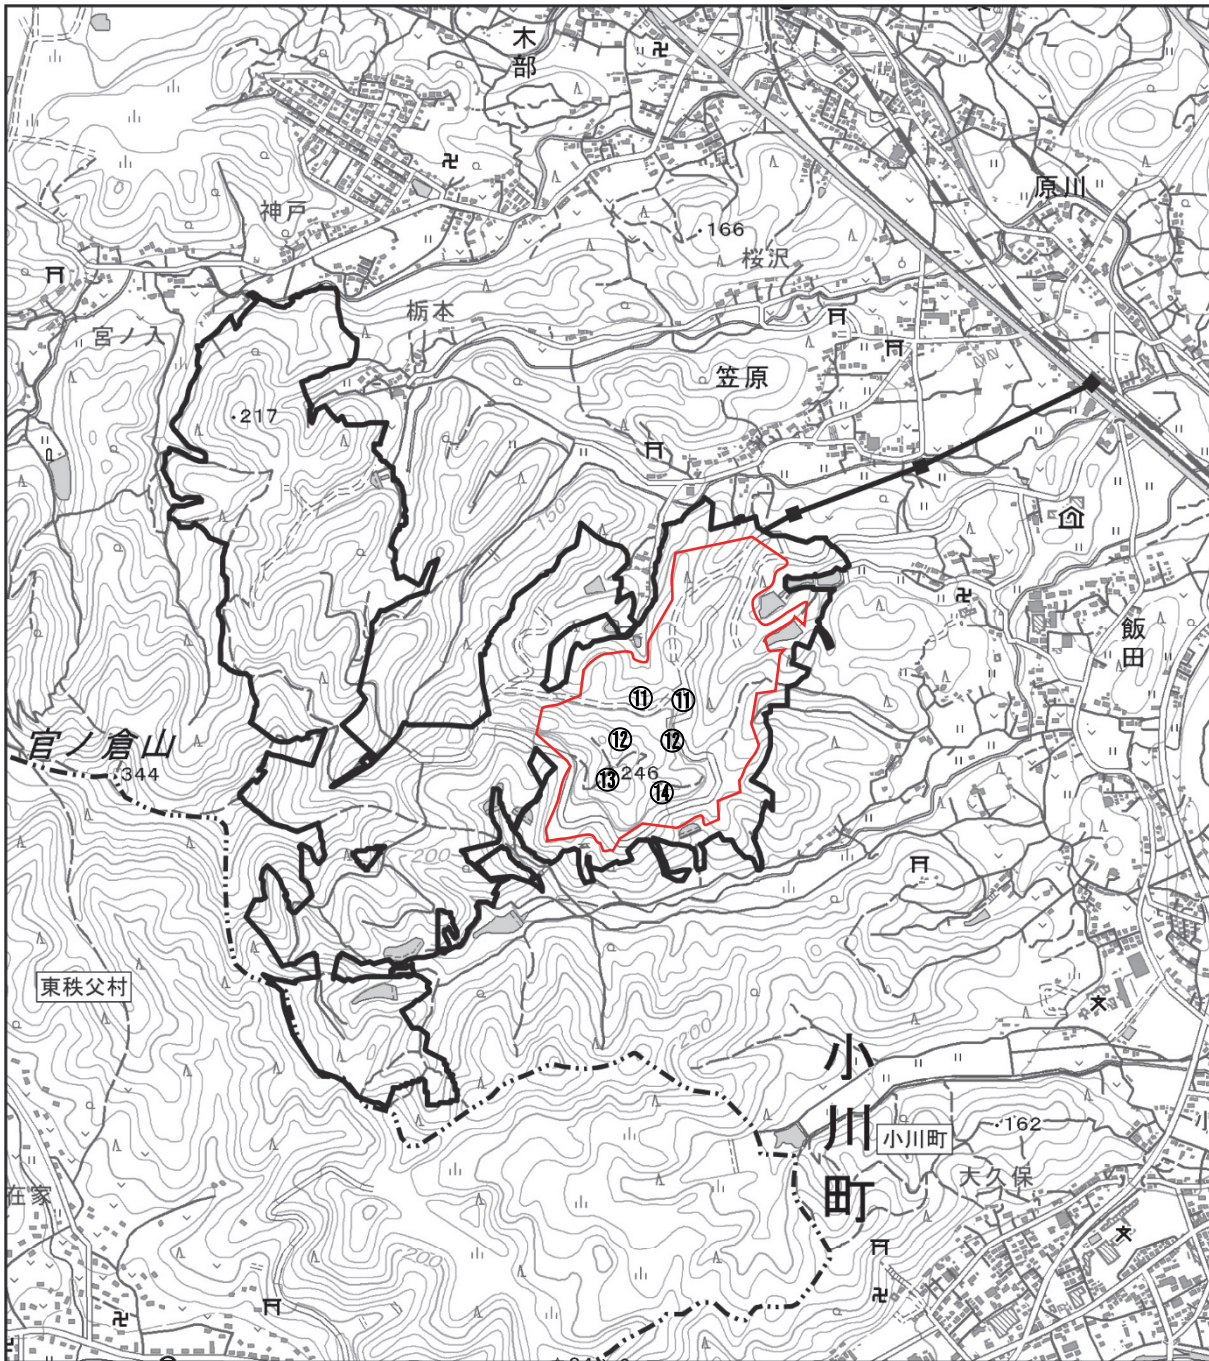 木部
原川
神戸
166
桜沢
栃本
宮ノ入
笠原
217
150
飯田
⑪ ⑪
官ノ倉山
344
⑫ ⑫
⑬ 246
⑭
200
東秩父村
200
小川町
162
小川町
大久保
在家
200